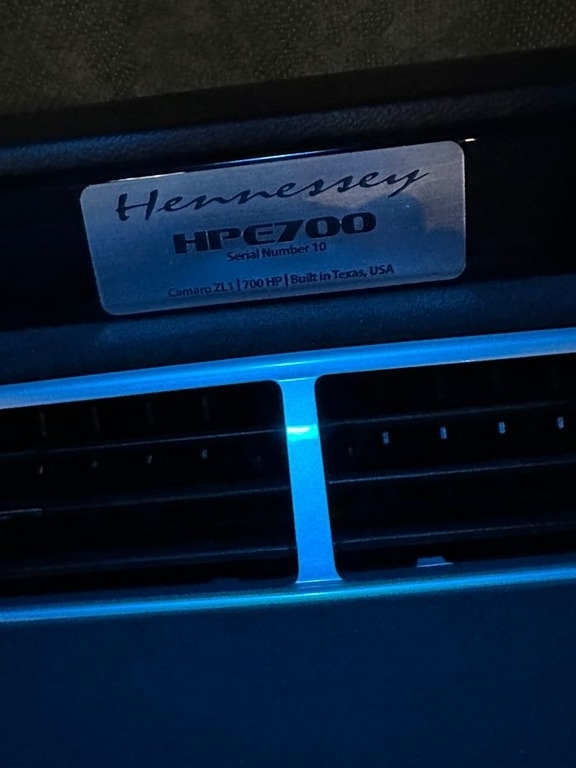 Hennessey
HPE700
Serial Number 10
Camaro ZL1 | 700 HP | Built in Texas, USA